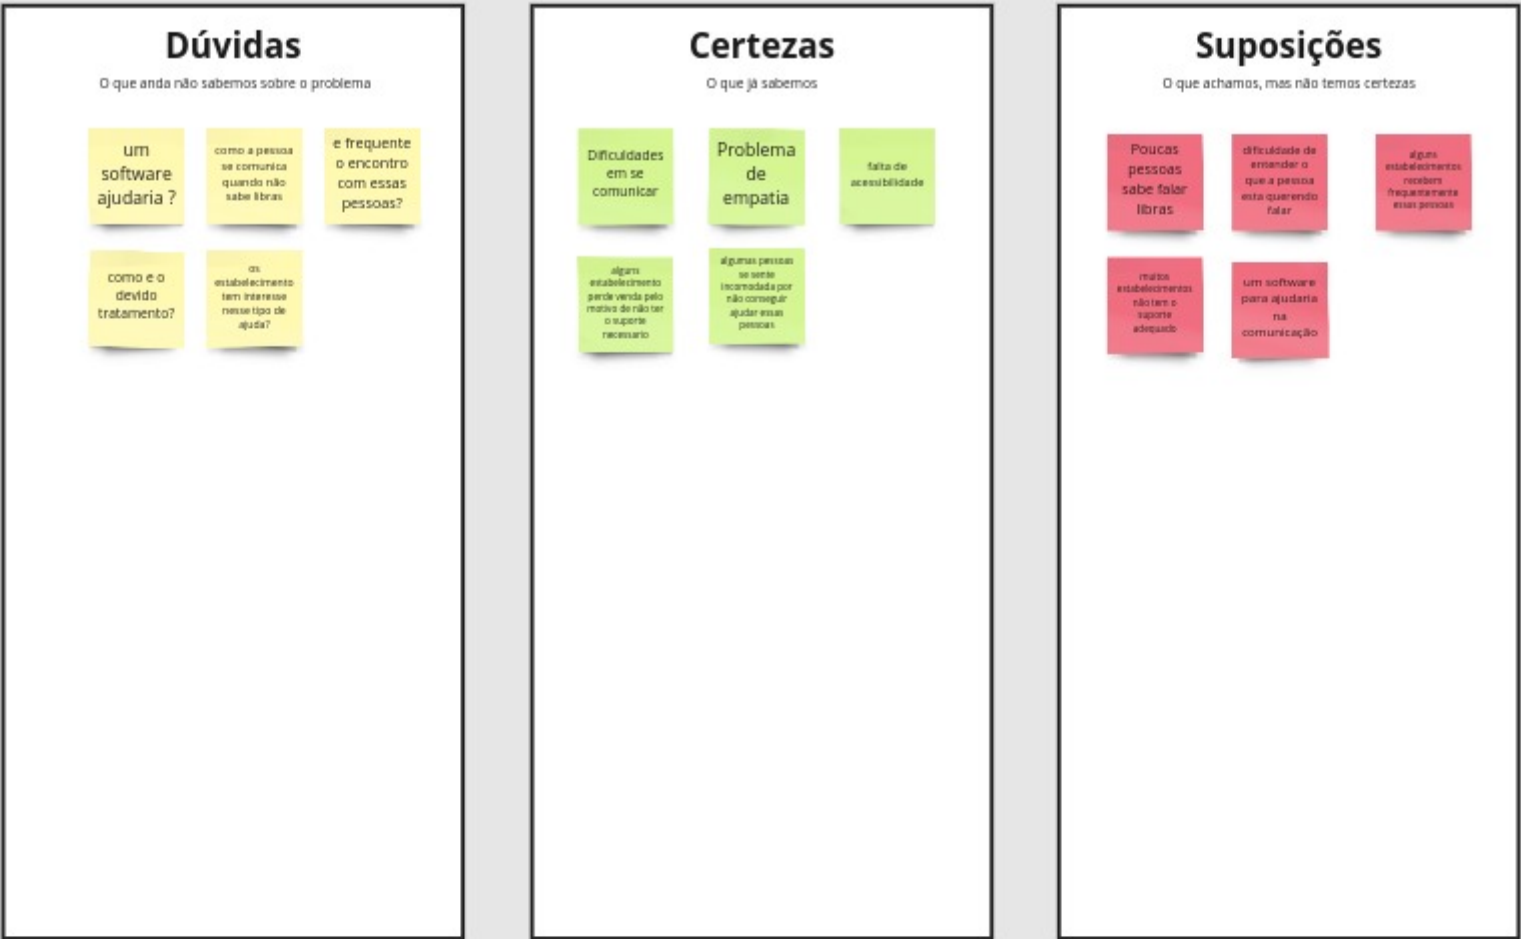 Dúvidas
O que anda não sabemos sobre o problema
um
software
ajudaria ?
como a pessoa
se comunica
quando não
sabe libras
e frequente
o encontro
com essas
pessoas?
como e o
devido
tratamento?
os
estabelecimento
tem interesse
nesse tipo de
ajuda?
Certezas
O que já sabemos
Dificuldades
em se
comunicar
Problema
de
empatia
falta de
acessibilidade
alguns
estabelecimento
perde venda pelo
motivo de não ter
o suporte
necessario
algumas pessoas
se sente
incomodada por
não conseguir
ajudar essas
pessoas
Suposições
O que achamos, mas não temos certezas
Poucas
pessoas
sabe falar
libras
dificuldade de
entender o
que a pessoa
esta querendo
falar
alguns
estabelecimentos
recebem
frequentemente
essas pessoas
muitos
estabelecimentos
não tem o
suporte
adequado
um software
para ajudaria
na
comunicação